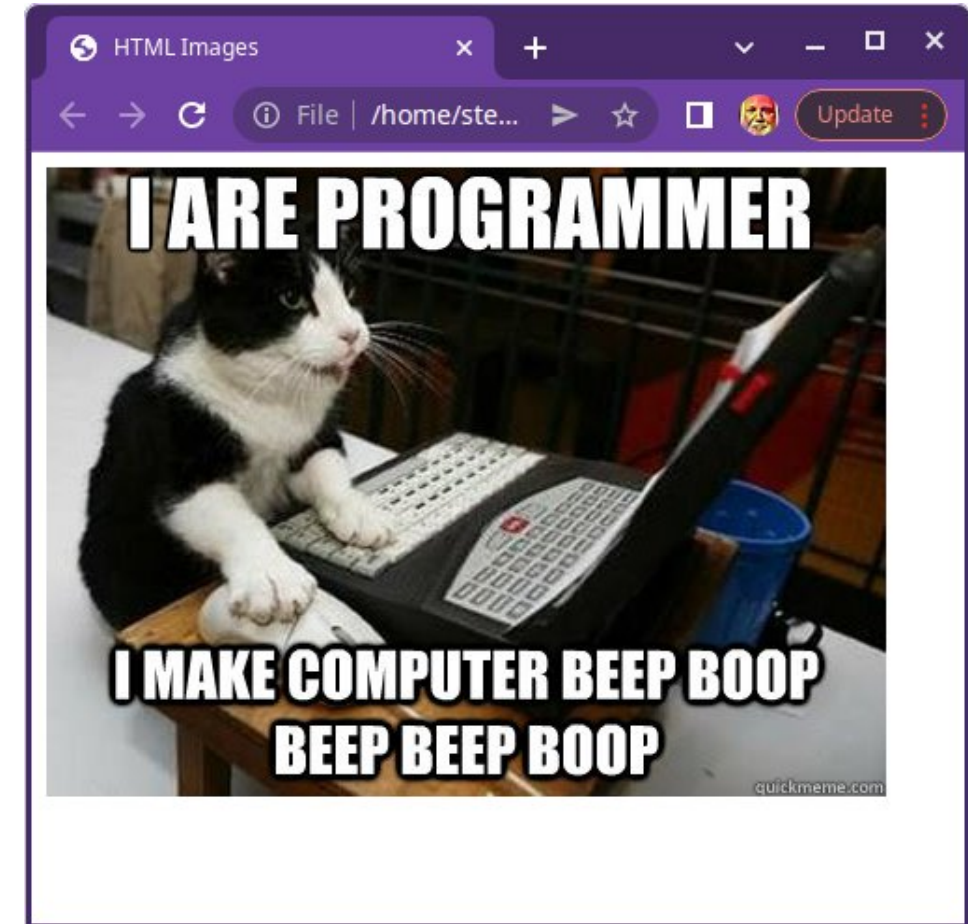 HTML Images
File /home/ste...
Update
I ARE PROGRAMMER
I MAKE COMPUTER BEEP BOOP
BEEP BEEP BOOP
quickmeme.com